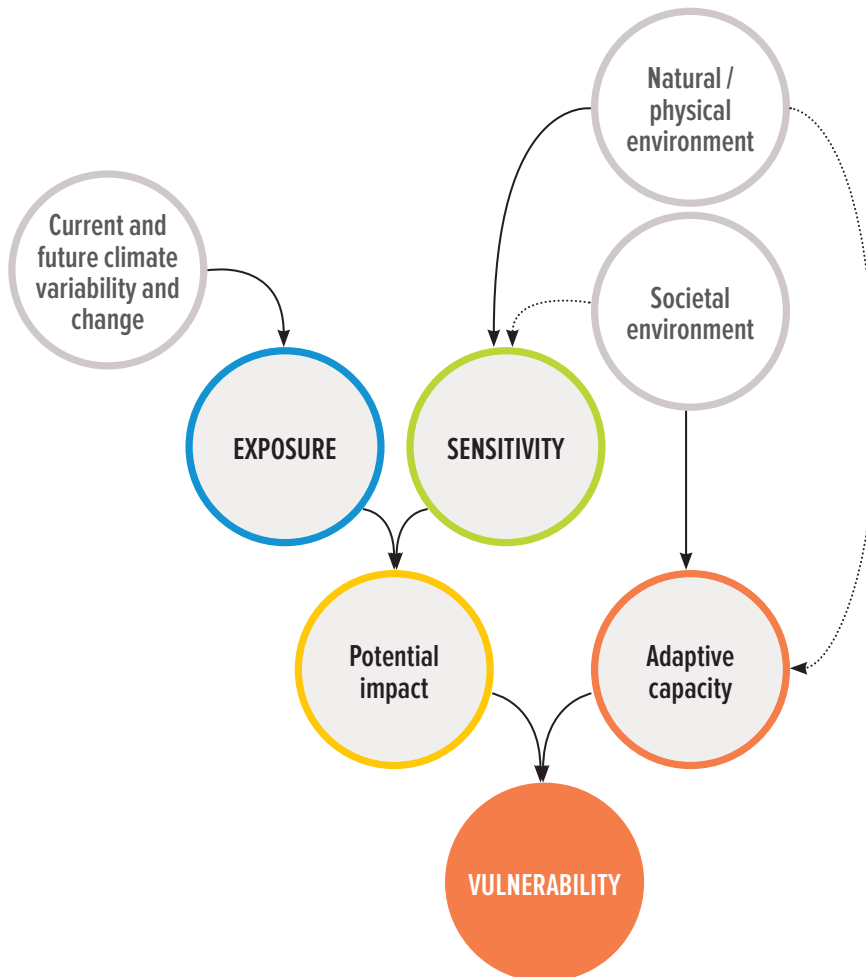 Natural /
physical
environment
Current and
future climate
variability and
change
Societal
environment
EXPOSURE
SENSITIVITY
Potential
impact
Adaptive
capacity
VULNERABILITY